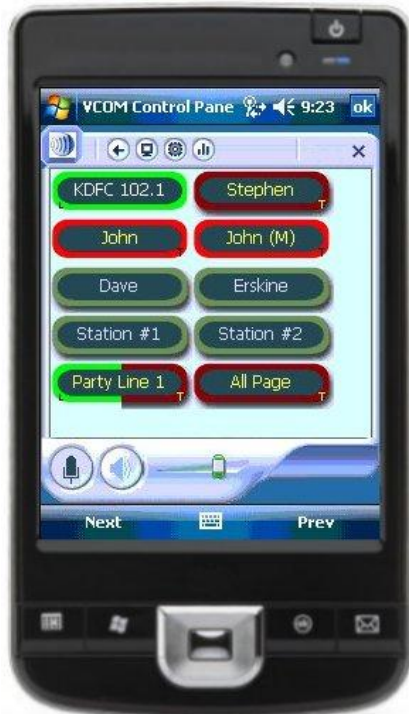 VCOM Control Pane 9:23 ok
KDFC 102.1 Stephen
L T
John John (M)
T T
Dave Erskine
Station #1 Station #2
Party Line 1 All Page
L T T
Next Prev
ok